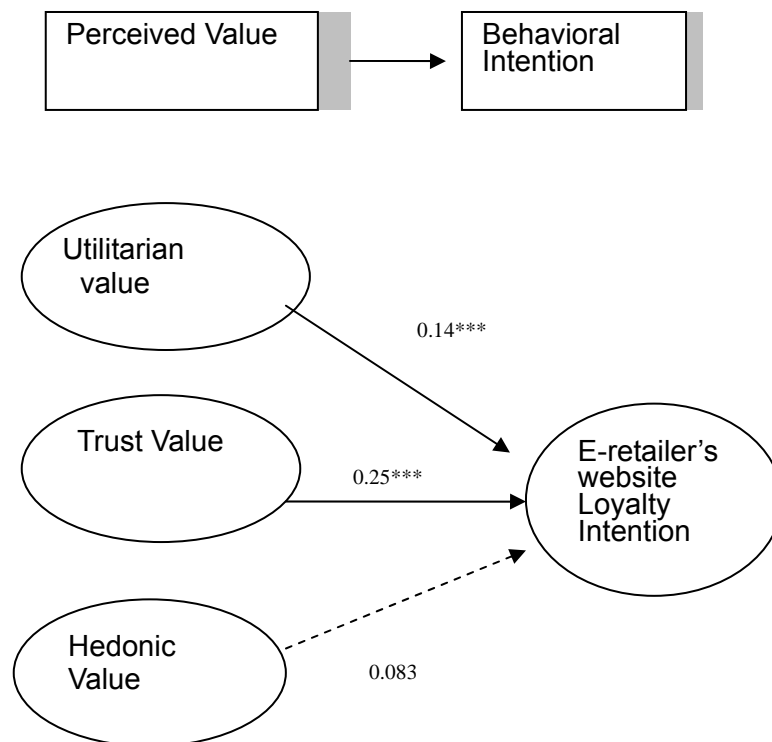 Perceived Value
Behavioral
Intention
Utilitarian
value
0.14***
Trust Value
0.25***
E-retailer’s
website
Loyalty
Intention
Hedonic
Value
0.083